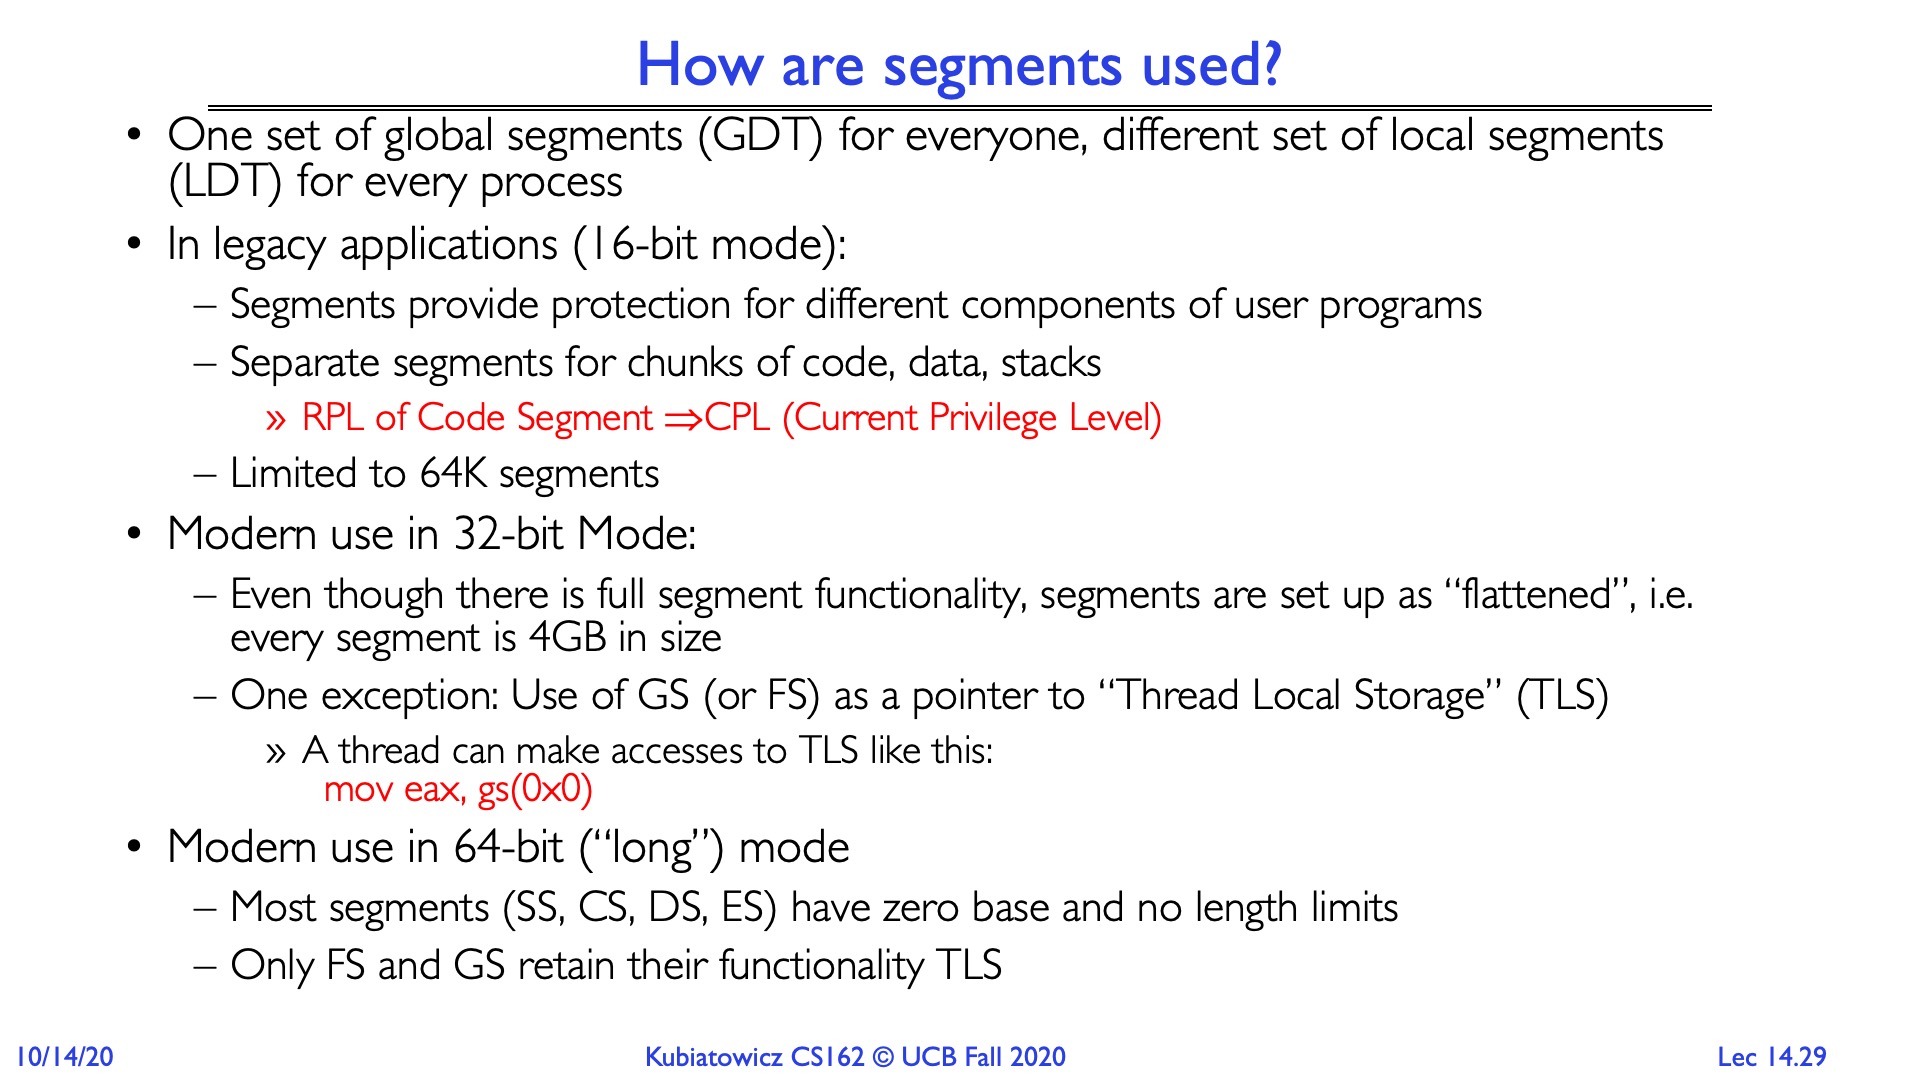 How are segments used?
• One set of global segments (GDT) for everyone, different set of local segments
(LDT) for every process
• In legacy applications (16-bit mode):
– Segments provide protection for different components of user programs
– Separate segments for chunks of code, data, stacks
» RPL of Code Segment ⇒CPL (Current Privilege Level)
– Limited to 64K segments
• Modern use in 32-bit Mode:
– Even though there is full segment functionality, segments are set up as “flattened”, i.e.
every segment is 4GB in size
– One exception: Use of GS (or FS) as a pointer to “Thread Local Storage” (TLS)
» A thread can make accesses to TLS like this:
mov eax, gs(0x0)
• Modern use in 64-bit (“long”) mode
– Most segments (SS, CS, DS, ES) have zero base and no length limits
– Only FS and GS retain their functionality TLS
10/14/20
Kubiatowicz CS162 © UCB Fall 2020
Lec 14.29